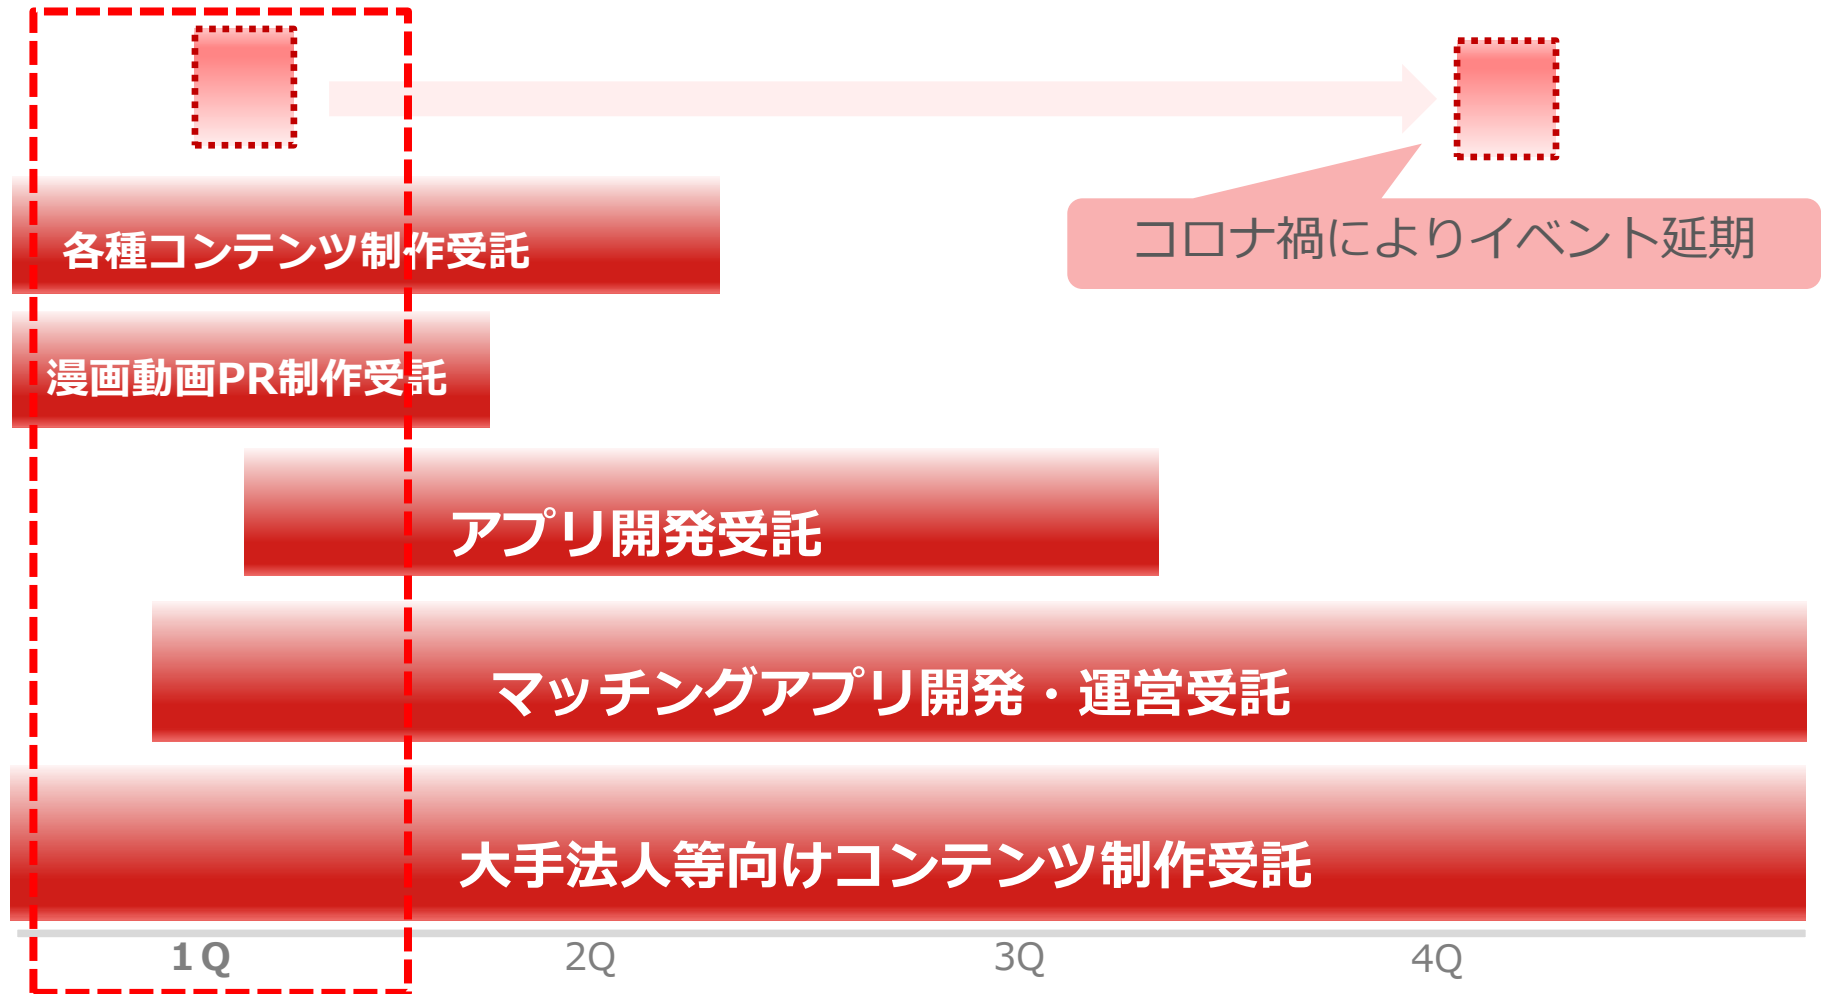 コロナ禍によりイベント延期
各種コンテンツ制作受託
漫画動画PR制作受託
アプリ開発受託
マッチングアプリ開発・運営受託
大手法人等向けコンテンツ制作受託
１Q
2Q
3Q
4Q